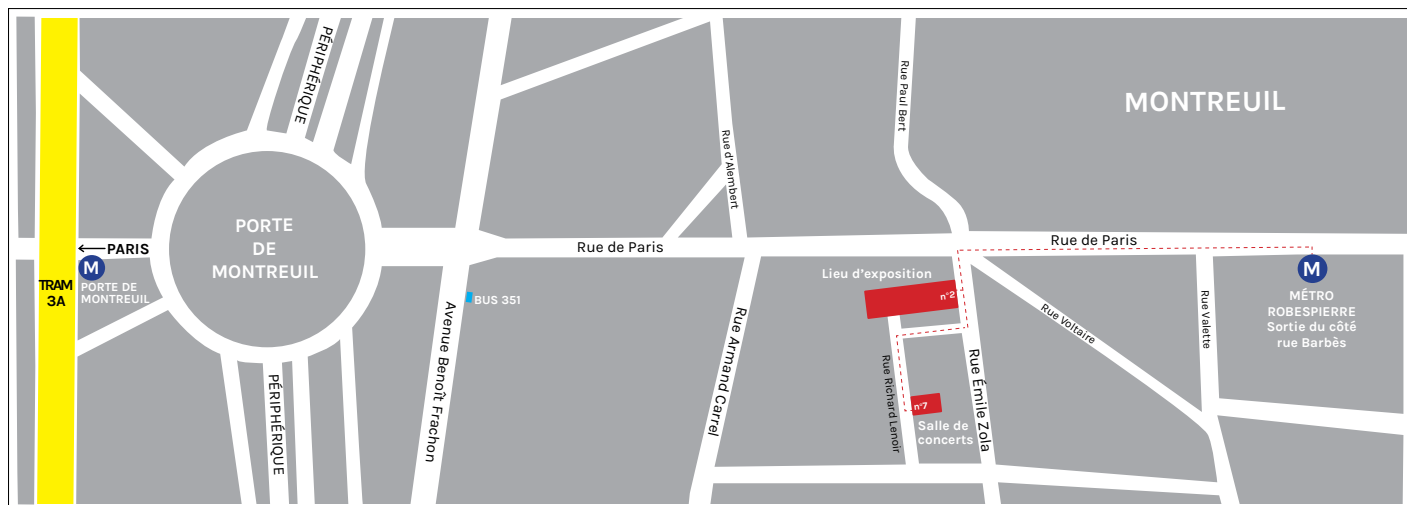 PÉRIPHÉRIQUE
Rue Paul Bert
MONTREUIL
Rue d'Alembert
PORTE
DE
MONTREUIL
←PARIS
M
PORTE DE
MONTREUIL
TRAM
3A
Rue de Paris
Rue de Paris
Lieu d'exposition
n°2
M
MÉTRO
ROBESPIERRE
Sortie du côté
rue Barbès
BUS 351
Avenue Benoît Frachon
Rue Armand Carrel
Rue Voltaire
Rue Valette
Rue Richard Lenoir
Rue Émile Zola
n°7
Salle de
concerts
PÉRIPHÉRIQUE